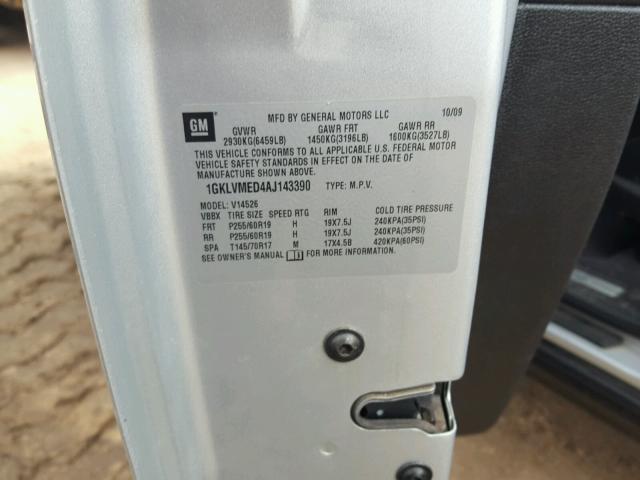 GM
MFD BY GENERAL MOTORS LLC 10/09
GVWR GAWR FRT GAWR RR
2930KG(6459LB) 1450KG(3196LB) 1600KG(3527LB)
THIS VEHICLE CONFORMS TO ALL APPLICABLE U.S. FEDERAL MOTOR
VEHICLE SAFETY STANDARDS IN EFFECT ON THE DATE OF
MANUFACTURE SHOWN ABOVE.
1GKLVMED4AJ143390 TYPE: M.P.V.
MODEL: V14526
VBBX TIRE SIZE SPEED RTG RIM COLD TIRE PRESSURE
FRT P255/60R19 H 19X7.5J 240KPA(35PSI)
RR P255/60R19 H 19X7.5J 240KPA(35PSI)
SPA T145/70R17 M 17X4.5B 420KPA(60PSI)
SEE OWNER'S MANUAL FOR MORE INFORMATION.